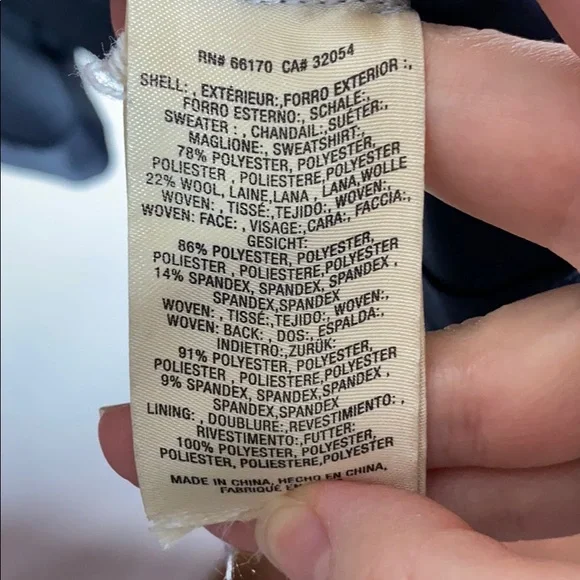 RN# 66170 CA# 32054
SHELL: , EXTÉRIEUR:,FORRO EXTERIOR :,
FORRO ESTERNO:, SCHALE:,
SWEATER : , CHANDAIL:,SUÉTER:,
MAGLIONE:, SWEATSHIRT:,
78% POLYESTER, POLYESTER,
POLIESTER , POLIESTERE,POLYESTER
22% WOOL, LAINE,LANA , LANA,WOLLE
WOVEN: , TISSÉ:,TEJIDO:, WOVEN:,
WOVEN: FACE: , VISAGE:,CARA:, FACCIA:,
GESICHT:
86% POLYESTER, POLYESTER,
POLIESTER , POLIESTERE,POLYESTER
14% SPANDEX, SPANDEX, SPANDEX ,
SPANDEX,SPANDEX
WOVEN: , TISSÉ:,TEJIDO:, WOVEN:,
WOVEN: BACK: , DOS:, ESPALDA:,
INDIETRO:,ZURÜK:
91% POLYESTER, POLYESTER,
POLIESTER , POLIESTERE,POLYESTER
9% SPANDEX, SPANDEX, SPANDEX ,
SPANDEX,SPANDEX
LINING: , DOUBLURE:,REVESTIMIENTO: ,
RIVESTIMENTO:,FUTTER:
100% POLYESTER, POLYESTER,
POLIESTER, POLIESTERE,POLYESTER
MADE IN CHINA, HECHO EN CHINA,
FABRIQUÉ EN